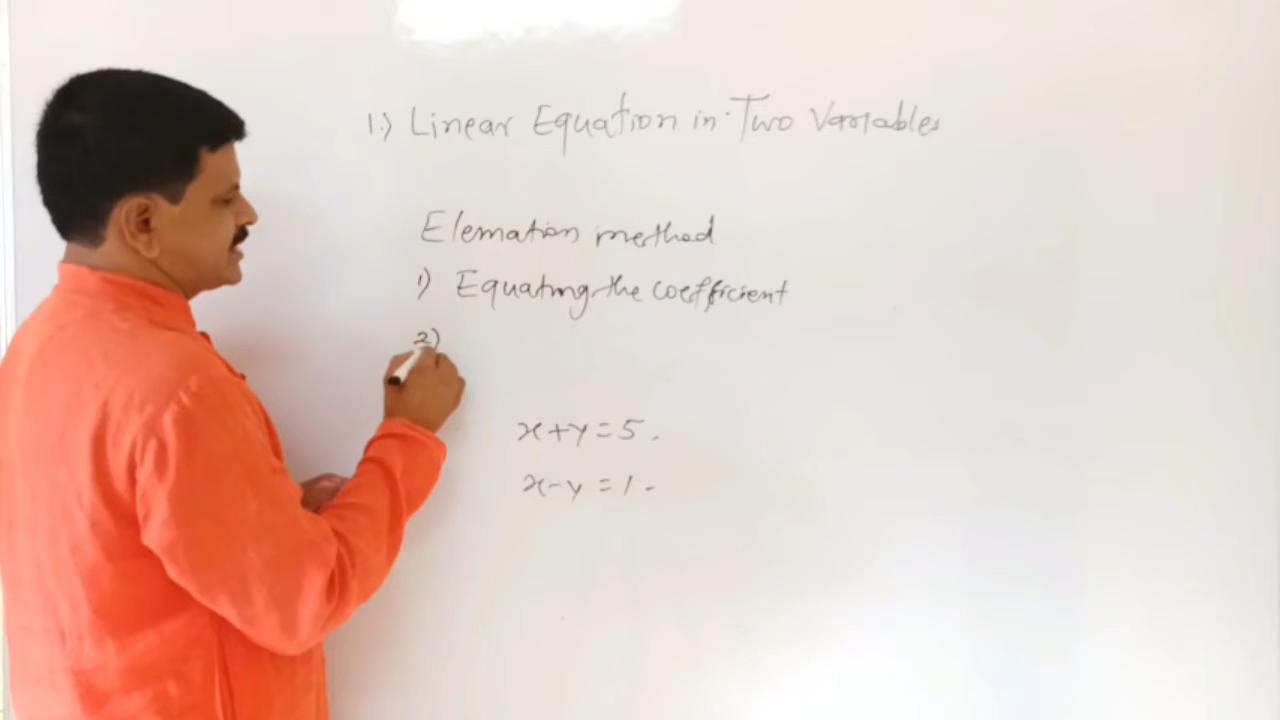 1.) Linear Equation in Two Variables
Elemation method
1) Equating the coefficient
2)
x+y=5.
x-y=1-